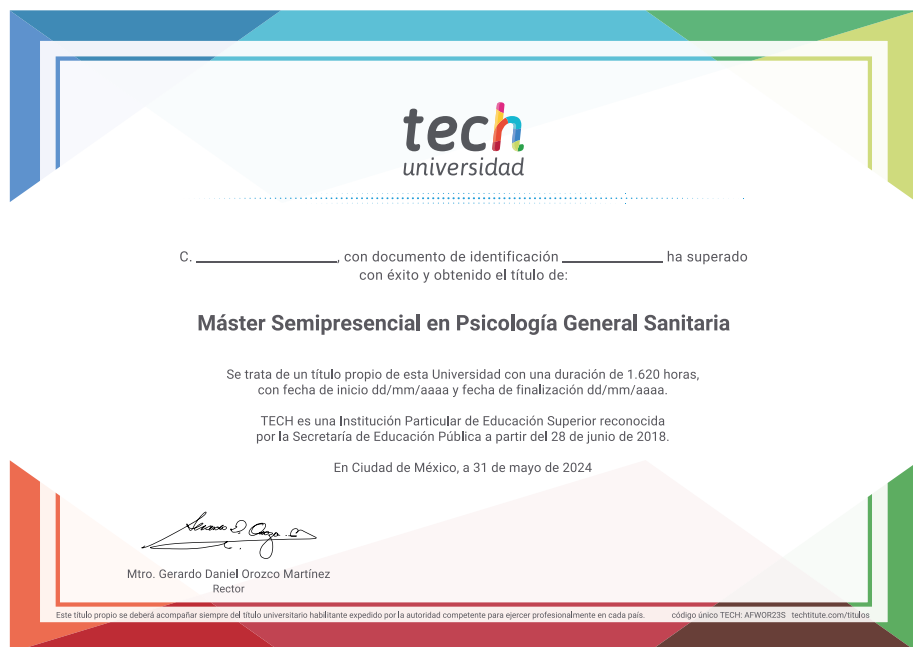 tech
universidad
C. ____________________, con documento de identificación ______________ ha superado
con éxito y obtenido el título de:
Máster Semipresencial en Psicología General Sanitaria
Se trata de un título propio de esta Universidad con una duración de 1.620 horas,
con fecha de inicio dd/mm/aaaa y fecha de finalización dd/mm/aaaa.
TECH es una Institución Particular de Educación Superior reconocida
por la Secretaría de Educación Pública a partir del 28 de junio de 2018.
En Ciudad de México, a 31 de mayo de 2024
Mtro. Gerardo Daniel Orozco Martínez
Rector
Este título propio se deberá acompañar siempre del título universitario habilitante expedido por la autoridad competente para ejercer profesionalmente en cada país. código único TECH: AFWOR23S techtitute.com/titulos